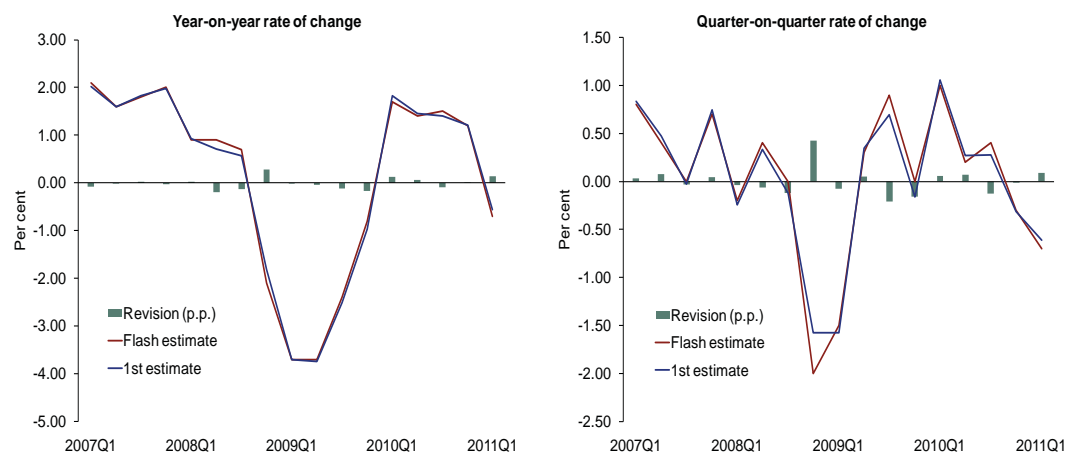 Year-on-year rate of change
3.00
2.00
1.00
0.00
-1.00
-2.00
-3.00
-4.00
-5.00
Per cent
Revision (p.p.)
Flash estimate
1st estimate
2007Q1 2008Q1 2009Q1 2010Q1 2011Q1
Quarter-on-quarter rate of change
1.50
1.00
0.50
0.00
-0.50
-1.00
-1.50
-2.00
-2.50
Per cent
Revision (p.p.)
Flash estimate
1st estimate
2007Q1 2008Q1 2009Q1 2010Q1 2011Q1